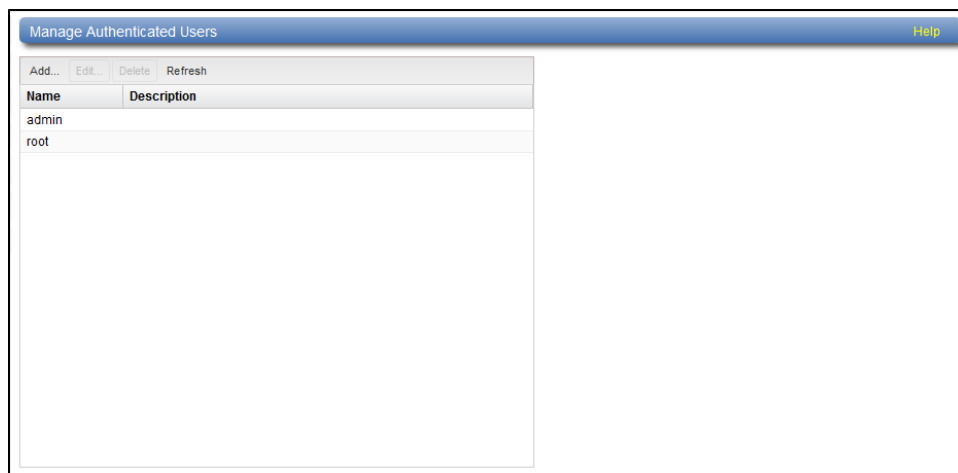 Manage Authenticated Users Help
Add... Edit... Delete Refresh
Name Description
admin
root